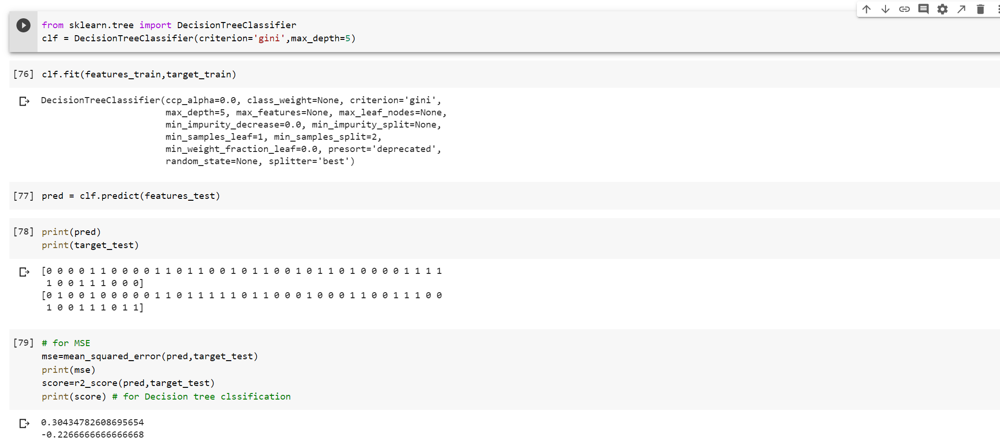 from sklearn.tree import DecisionTreeClassifier
clf = DecisionTreeClassifier(criterion='gini',max_depth=5)
[76] clf.fit(features_train,target_train)
DecisionTreeClassifier(ccp_alpha=0.0, class_weight=None, criterion='gini',
max_depth=5, max_features=None, max_leaf_nodes=None,
min_impurity_decrease=0.0, min_impurity_split=None,
min_samples_leaf=1, min_samples_split=2,
min_weight_fraction_leaf=0.0, presort='deprecated',
random_state=None, splitter='best')
[77] pred = clf.predict(features_test)
[78] print(pred)
print(target_test)
[0 0 0 0 1 1 0 0 0 0 1 1 0 1 1 0 0 1 0 1 1 0 0 1 0 1 1 0 1 0 0 0 0 1 1 1 1
1 0 0 1 1 1 0 0 0]
[0 1 0 0 1 0 0 0 0 0 1 1 0 1 1 1 1 1 0 1 1 0 0 0 1 0 0 0 1 1 0 0 1 1 1 0 0
1 0 0 1 1 1 0 1 1]
[79] # for MSE
mse=mean_squared_error(pred,target_test)
print(mse)
score=r2_score(pred,target_test)
print(score) # for Decision tree clssification
0.30434782608695654
-0.2266666666666668